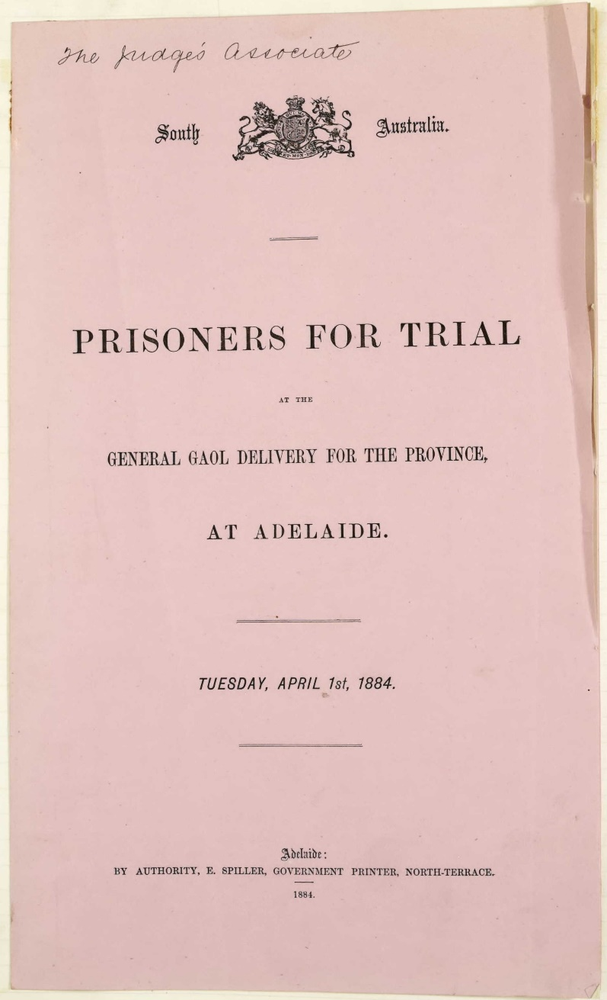 The Judge's Associate
South Australia.
DIEU ET MON DROIT
PRISONERS FOR TRIAL
AT THE
GENERAL GAOL DELIVERY FOR THE PROVINCE,
AT ADELAIDE.
TUESDAY, APRIL 1st, 1884.
Adelaide:
BY AUTHORITY, E. SPILLER, GOVERNMENT PRINTER, NORTH-TERRACE.
1884.